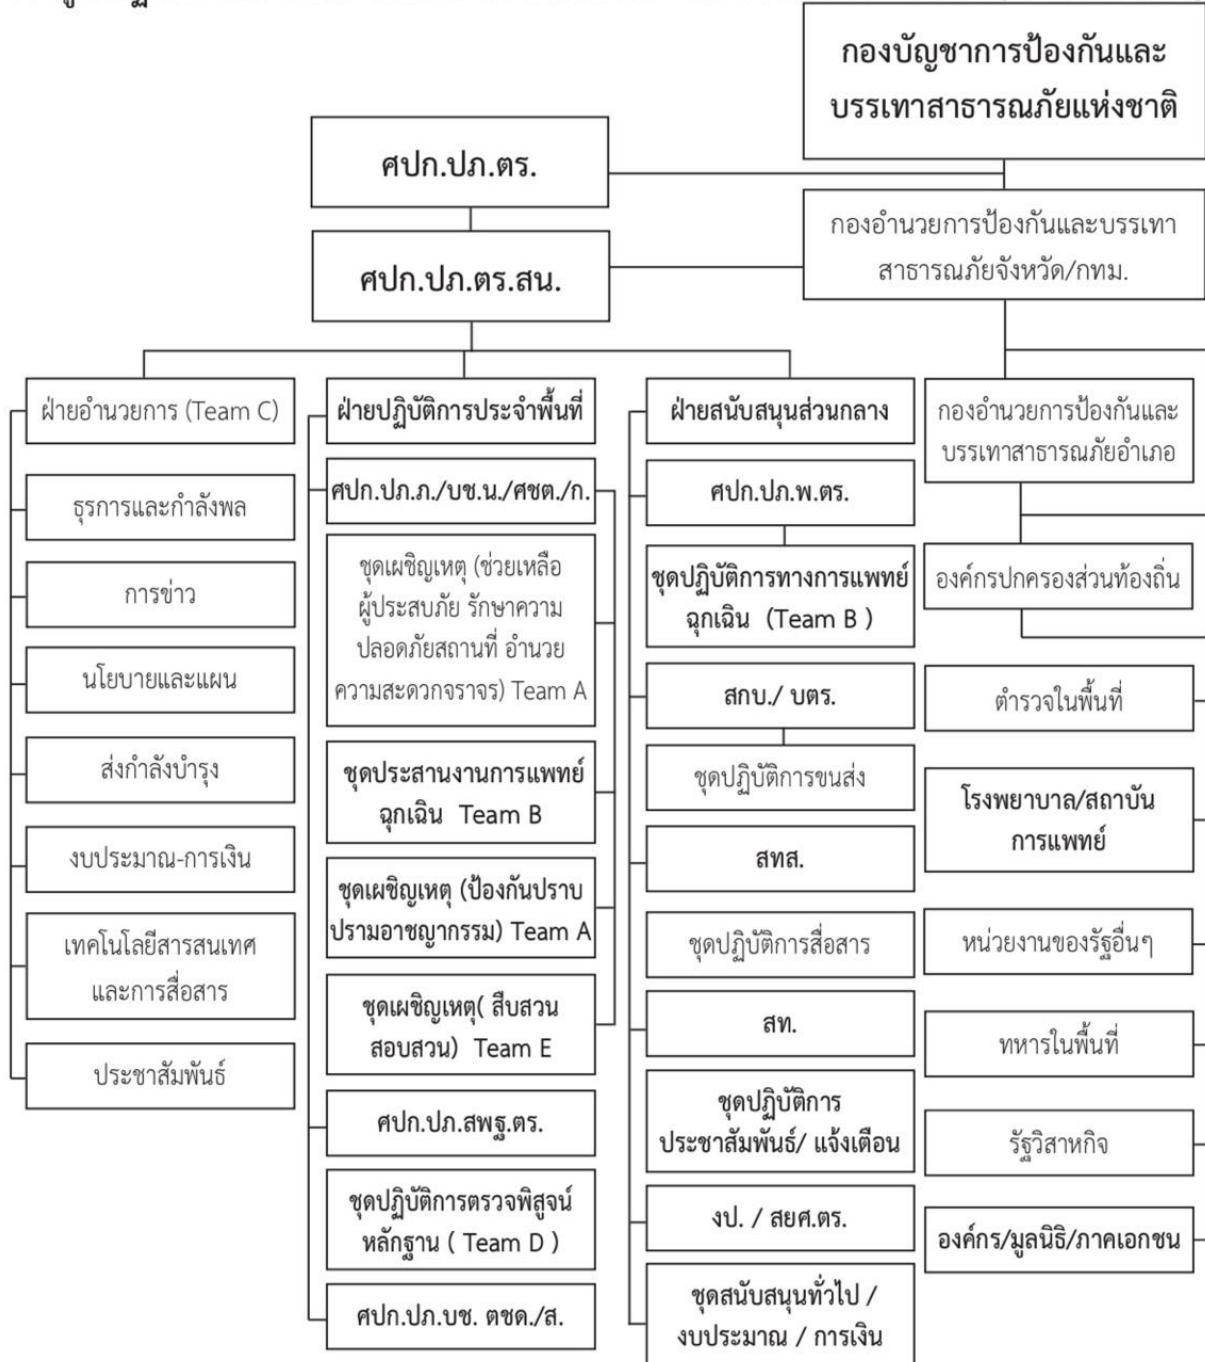 กองบัญชาการป้องกันและ
บรรเทาสาธารณภัยแห่งชาติ
ศปก.ปภ.ตร.
กองอำนวยการป้องกันและบรรเทา
สาธารณภัยจังหวัด/กทม.
ศปก.ปภ.ตร.สน.
ฝ่ายอำนวยการ (Team C)
ธุรการและกำลังพล
การข่าว
นโยบายและแผน
ส่งกำลังบำรุง
งบประมาณ-การเงิน
เทคโนโลยีสารสนเทศ
และการสื่อสาร
ประชาสัมพันธ์
ฝ่ายปฏิบัติการประจำพื้นที่
ศปก.ปภ.ภ./บช.น./ศชต./ก.
ชุดเผชิญเหตุ (ช่วยเหลือ
ผู้ประสบภัย รักษาความ
ปลอดภัยสถานที่ อำนวย
ความสะดวกจราจร) Team A
ชุดประสานงานการแพทย์
ฉุกเฉิน Team B
ชุดเผชิญเหตุ (ป้องกันปราบ
ปรามอาชญากรรม) Team A
ชุดเผชิญเหตุ( สืบสวน
สอบสวน) Team E
ศปก.ปภ.สพฐ.ตร.
ชุดปฏิบัติการตรวจพิสูจน์
หลักฐาน ( Team D )
ศปก.ปภ.บช. ตชด./ส.
ฝ่ายสนับสนุนส่วนกลาง
ศปก.ปภ.พ.ตร.
ชุดปฏิบัติการทางการแพทย์
ฉุกเฉิน (Team B )
สกบ./ บตร.
ชุดปฏิบัติการขนส่ง
สทส.
ชุดปฏิบัติการสื่อสาร
สท.
ชุดปฏิบัติการ
ประชาสัมพันธ์/ แจ้งเตือน
งป. / สยศ.ตร.
ชุดสนับสนุนทั่วไป /
งบประมาณ / การเงิน
กองอำนวยการป้องกันและ
บรรเทาสาธารณภัยอำเภอ
องค์กรปกครองส่วนท้องถิ่น
ตำรวจในพื้นที่
โรงพยาบาล/สถาบัน
การแพทย์
หน่วยงานของรัฐอื่นๆ
ทหารในพื้นที่
รัฐวิสาหกิจ
องค์กร/มูลนิธิ/ภาคเอกชน